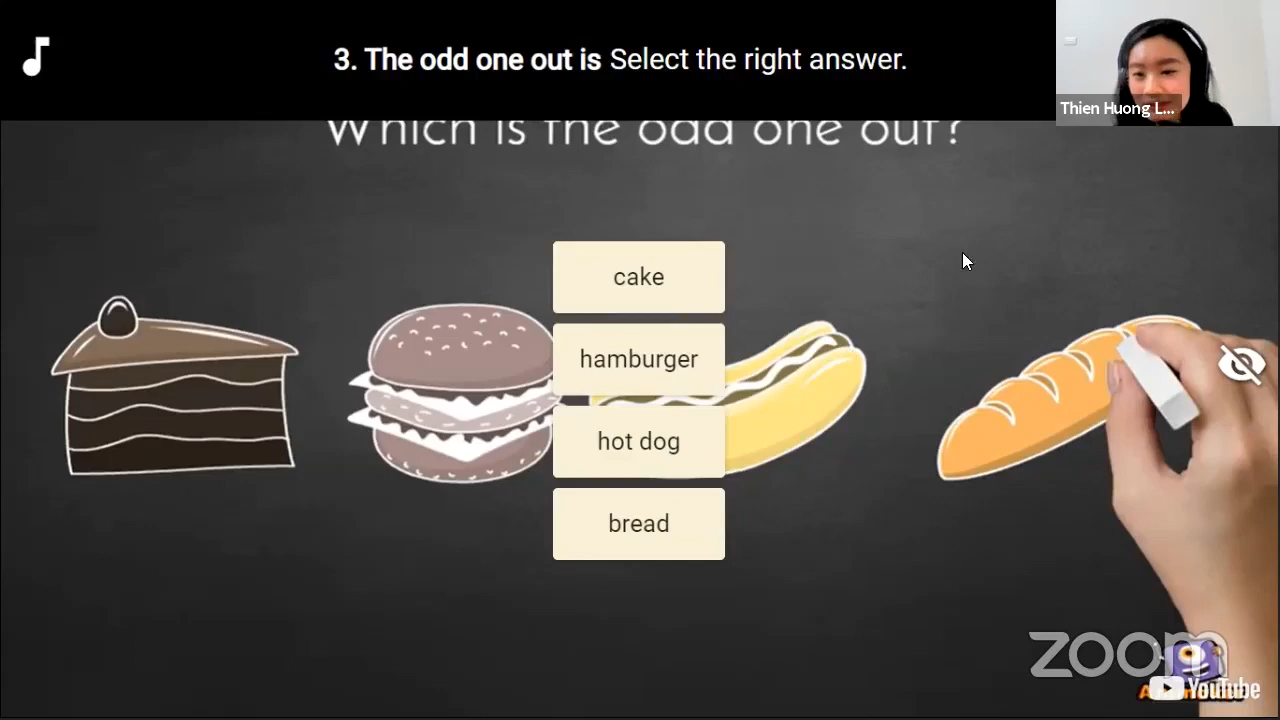 3. The odd one out is Select the right answer.
Thien Huong L...
Which is the odd one out?
cake
hamburger
hot dog
bread
zoom
YouTube